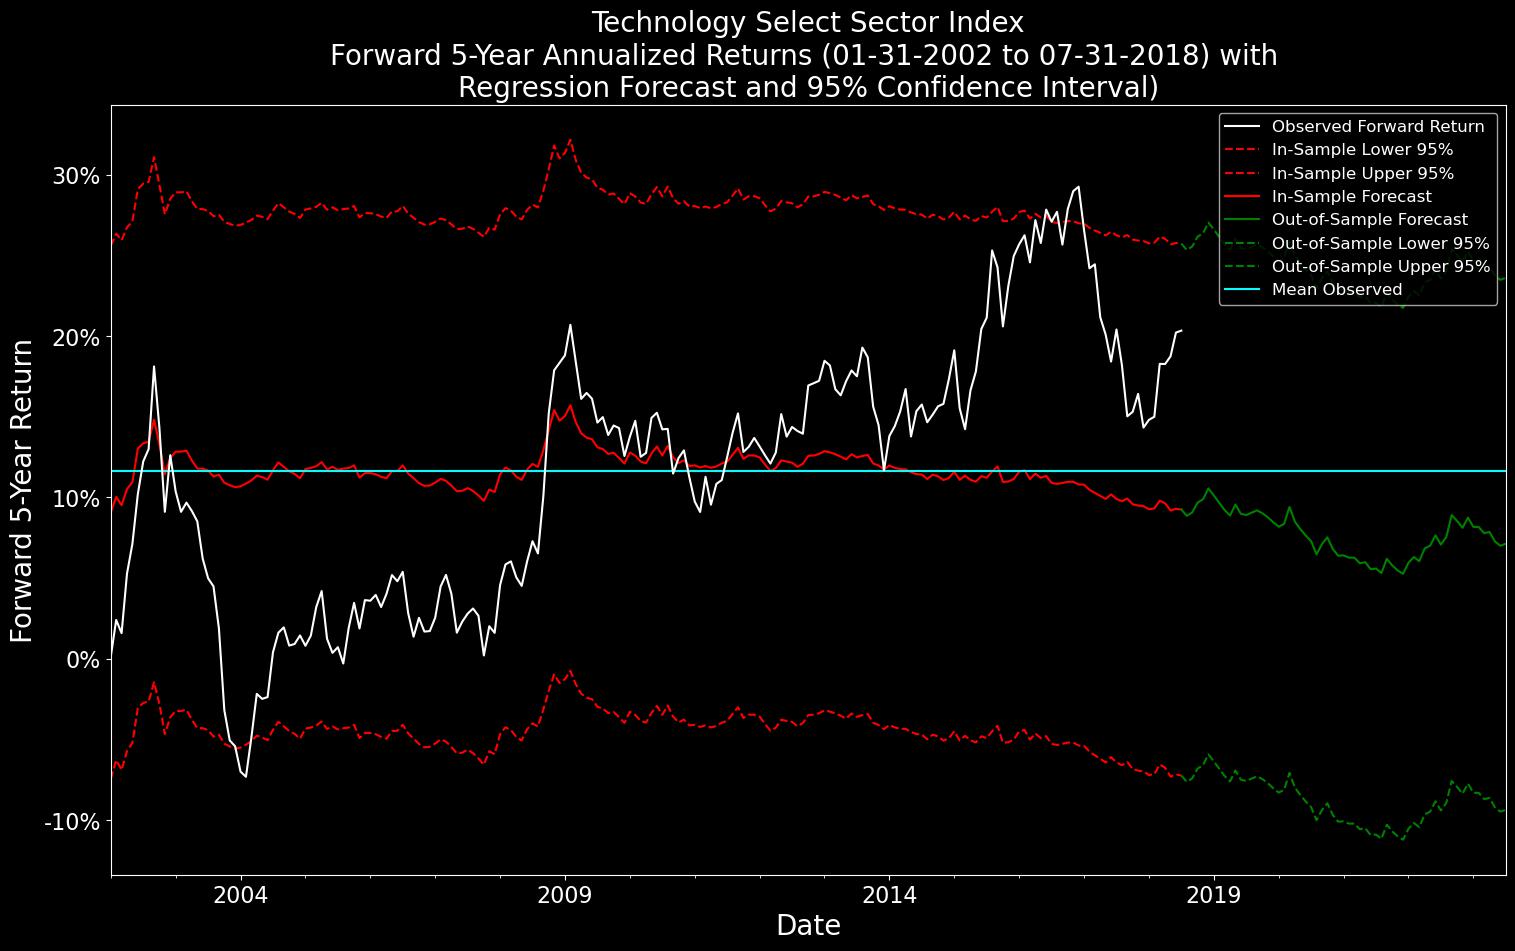 Technology Select Sector Index
Forward 5-Year Annualized Returns (01-31-2002 to 07-31-2018) with
Regression Forecast and 95% Confidence Interval)
Observed Forward Return
In-Sample Lower 95%
In-Sample Upper 95%
In-Sample Forecast
Out-of-Sample Forecast
Out-of-Sample Lower 95%
Out-of-Sample Upper 95%
Mean Observed
Forward 5-Year Return
30%
20%
10%
0%
-10%
2004
2009
2014
2019
Date